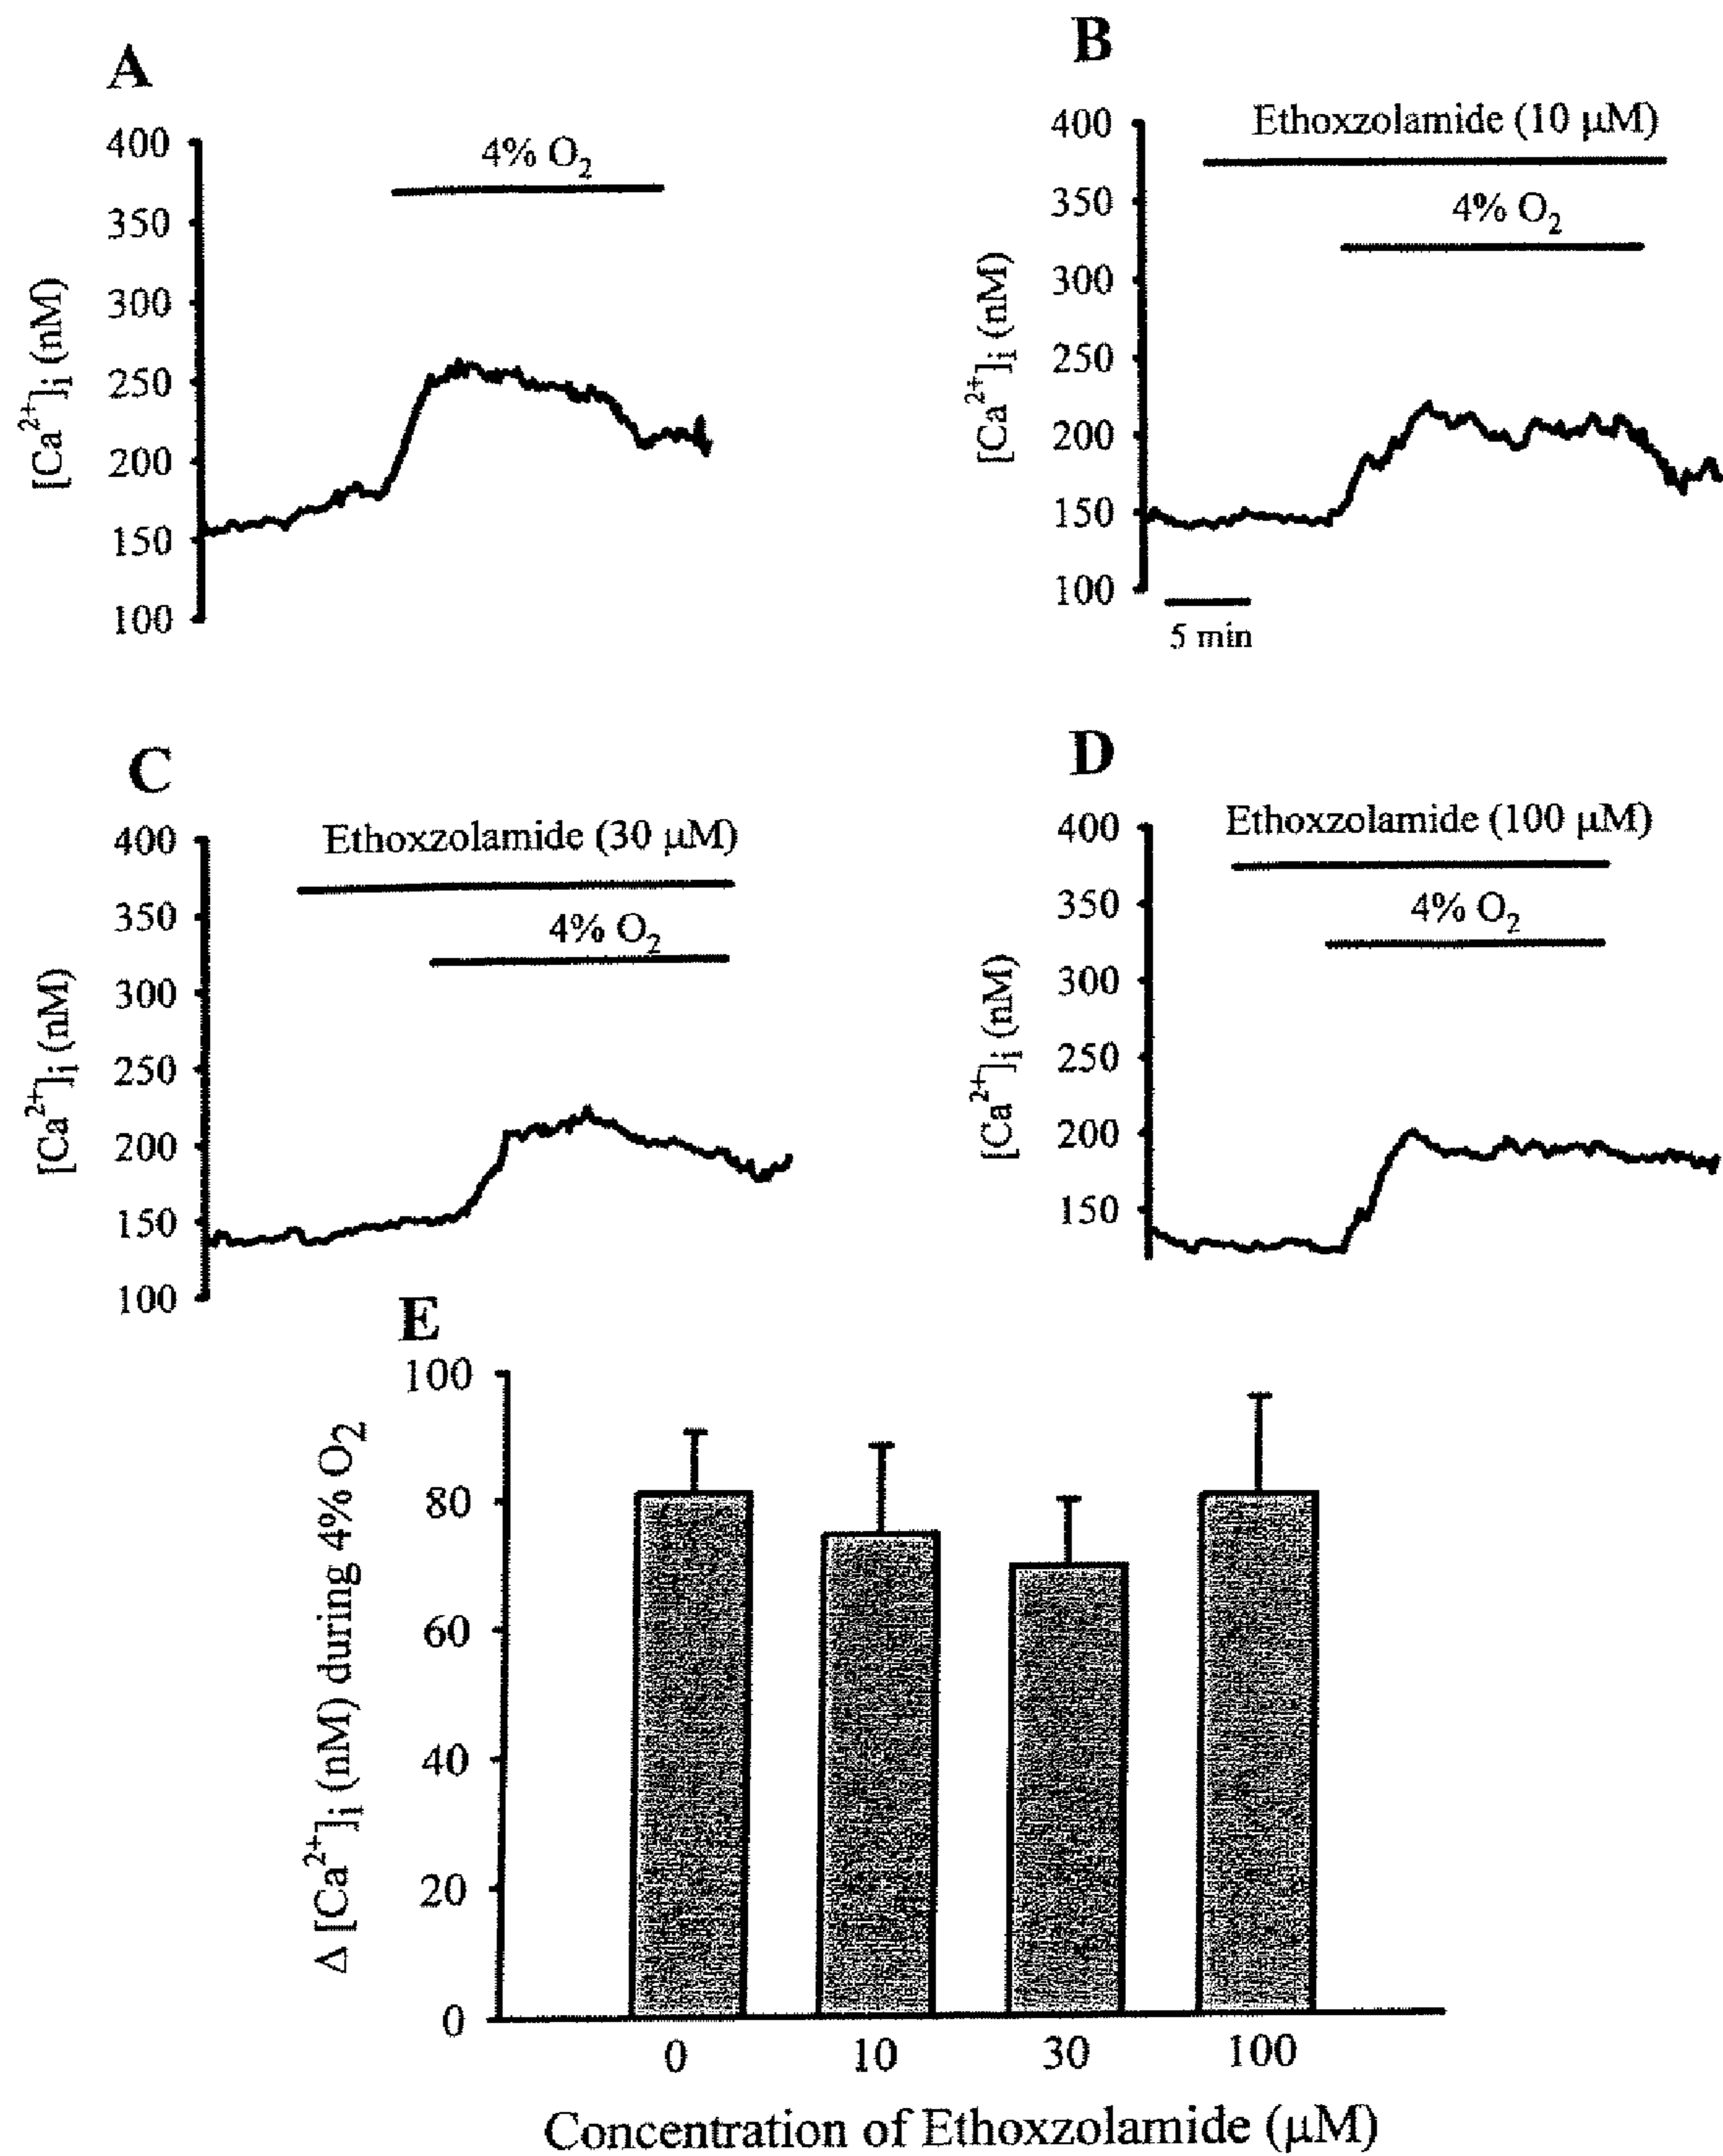 A
4% O2
[Ca2+]i (nM)
400
350
300
250
200
150
100
B
Ethoxzolamide (10 μM)
4% O2
[Ca2+]i (nM)
400
350
300
250
200
150
100
5 min
C
Ethoxzolamide (30 μM)
4% O2
[Ca2+]i (nM)
400
350
300
250
200
150
100
D
Ethoxzolamide (100 μM)
4% O2
[Ca2+]i (nM)
400
350
300
250
200
150
E
Δ [Ca2+]i (nM) during 4% O2
100
80
60
40
20
0
0 10 30 100
Concentration of Ethoxzolamide (μM)